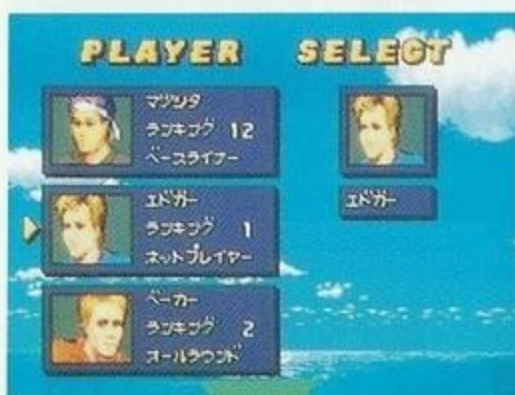 PLAYER SELECT
マツシタ
ランキング 12
ベースライナー
エドガー
ランキング 1
ネットプレイヤー
ベーカー
ランキング 2
オールラウンド
エドガー